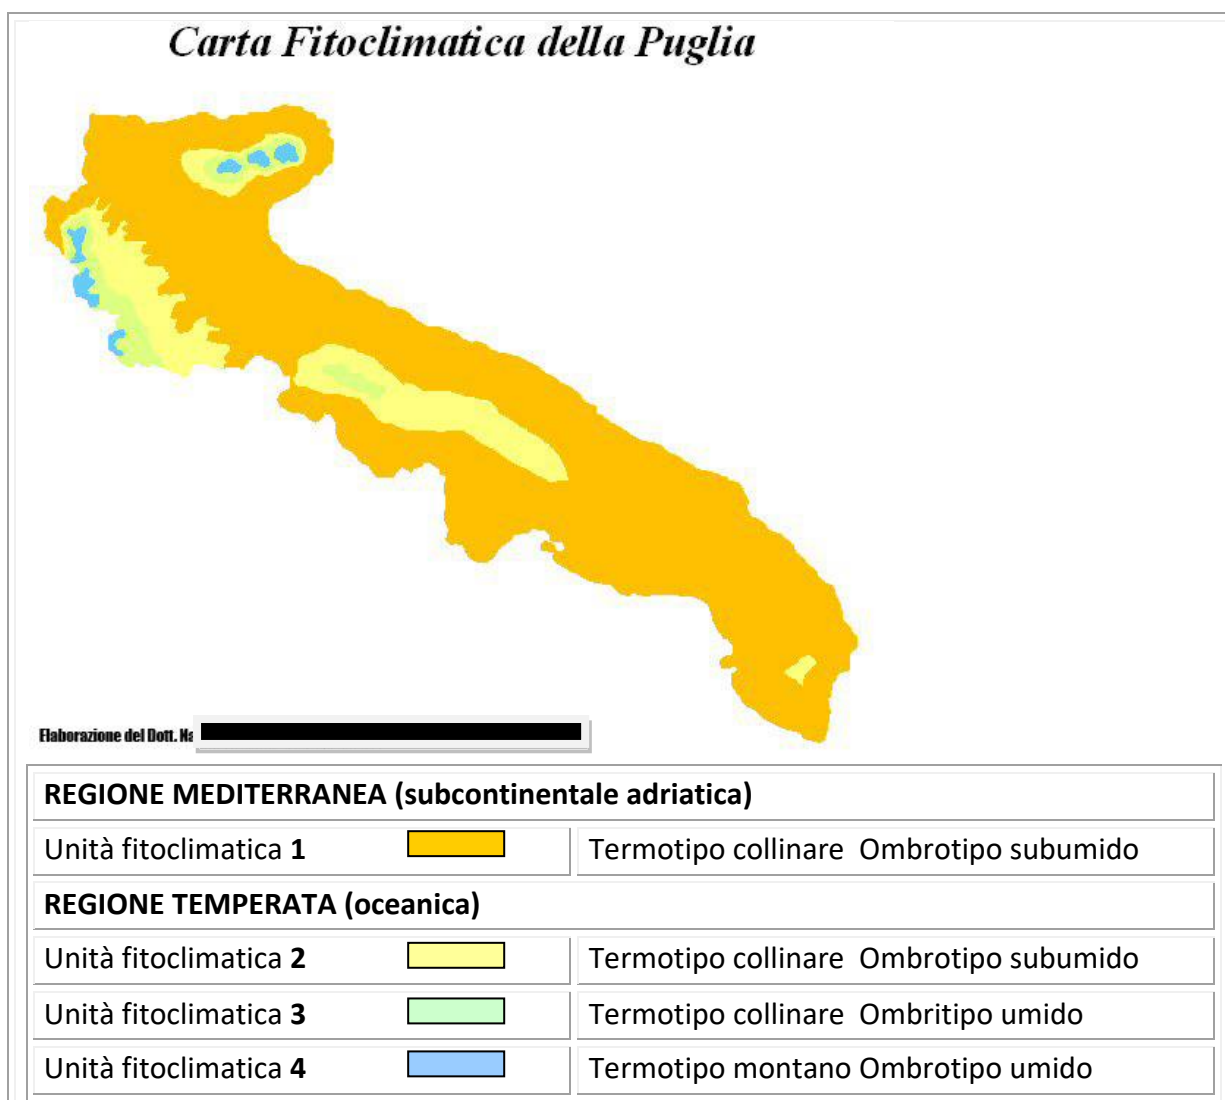 Carta Fitoclimatica della Puglia
Elaborazione del Dott.
REGIONE MEDITERRANEA (subcontinentale adriatica)
Unità fitoclimatica 1 Termotipo collinare Ombrotipo subumido
REGIONE TEMPERATA (oceanica)
Unità fitoclimatica 2 Termotipo collinare Ombrotipo subumido
Unità fitoclimatica 3 Termotipo collinare Ombritipo umido
Unità fitoclimatica 4 Termotipo montano Ombrotipo umido